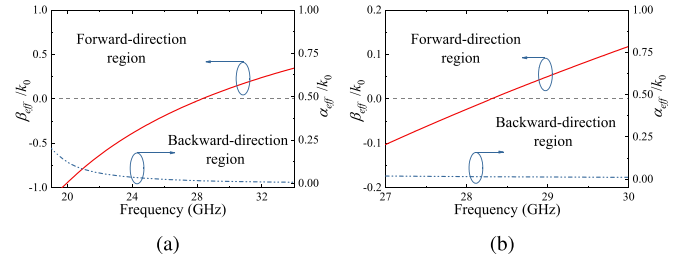 1.0
0.5
0.0
-0.5
-1.0
β_eff /k_0
1.00
0.75
0.50
0.25
0.00
α_eff /k_0
Forward-direction
region
Backward-direction
region
20
24
28
32
Frequency (GHz)
(a)
0.2
0.1
0.0
-0.1
-0.2
β_eff /k_0
1.00
0.75
0.50
0.25
0.00
α_eff /k_0
Forward-direction
region
Backward-direction
region
27
28
29
30
Frequency (GHz)
(b)